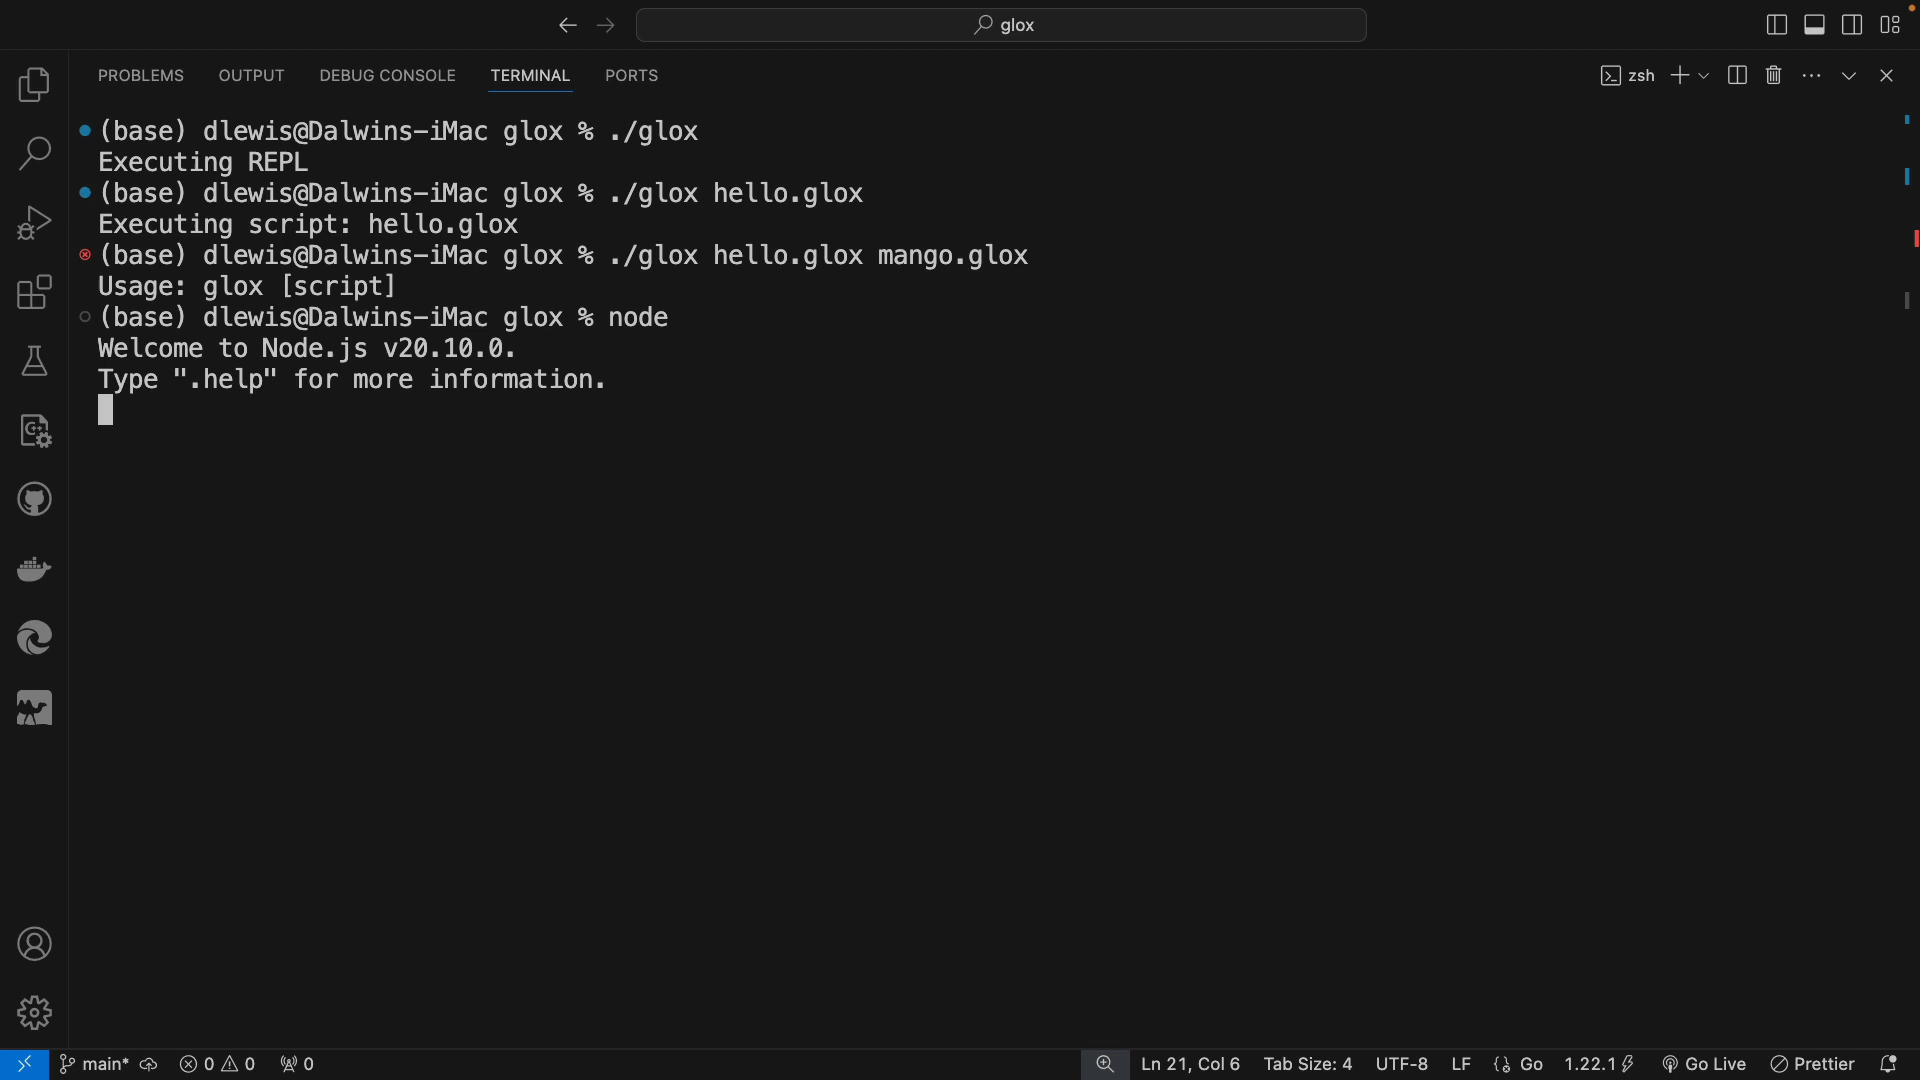 glox
PROBLEMS OUTPUT DEBUG CONSOLE TERMINAL PORTS zsh
(base) dlewis@Dalwins-iMac glox % ./glox
Executing REPL
(base) dlewis@Dalwins-iMac glox % ./glox hello.glox
Executing script: hello.glox
(base) dlewis@Dalwins-iMac glox % ./glox hello.glox mango.glox
Usage: glox [script]
(base) dlewis@Dalwins-iMac glox % node
Welcome to Node.js v20.10.0.
Type ".help" for more information.
main* 0 0 0 Ln 21, Col 6 Tab Size: 4 UTF-8 LF Go 1.22.1 Go Live Prettier